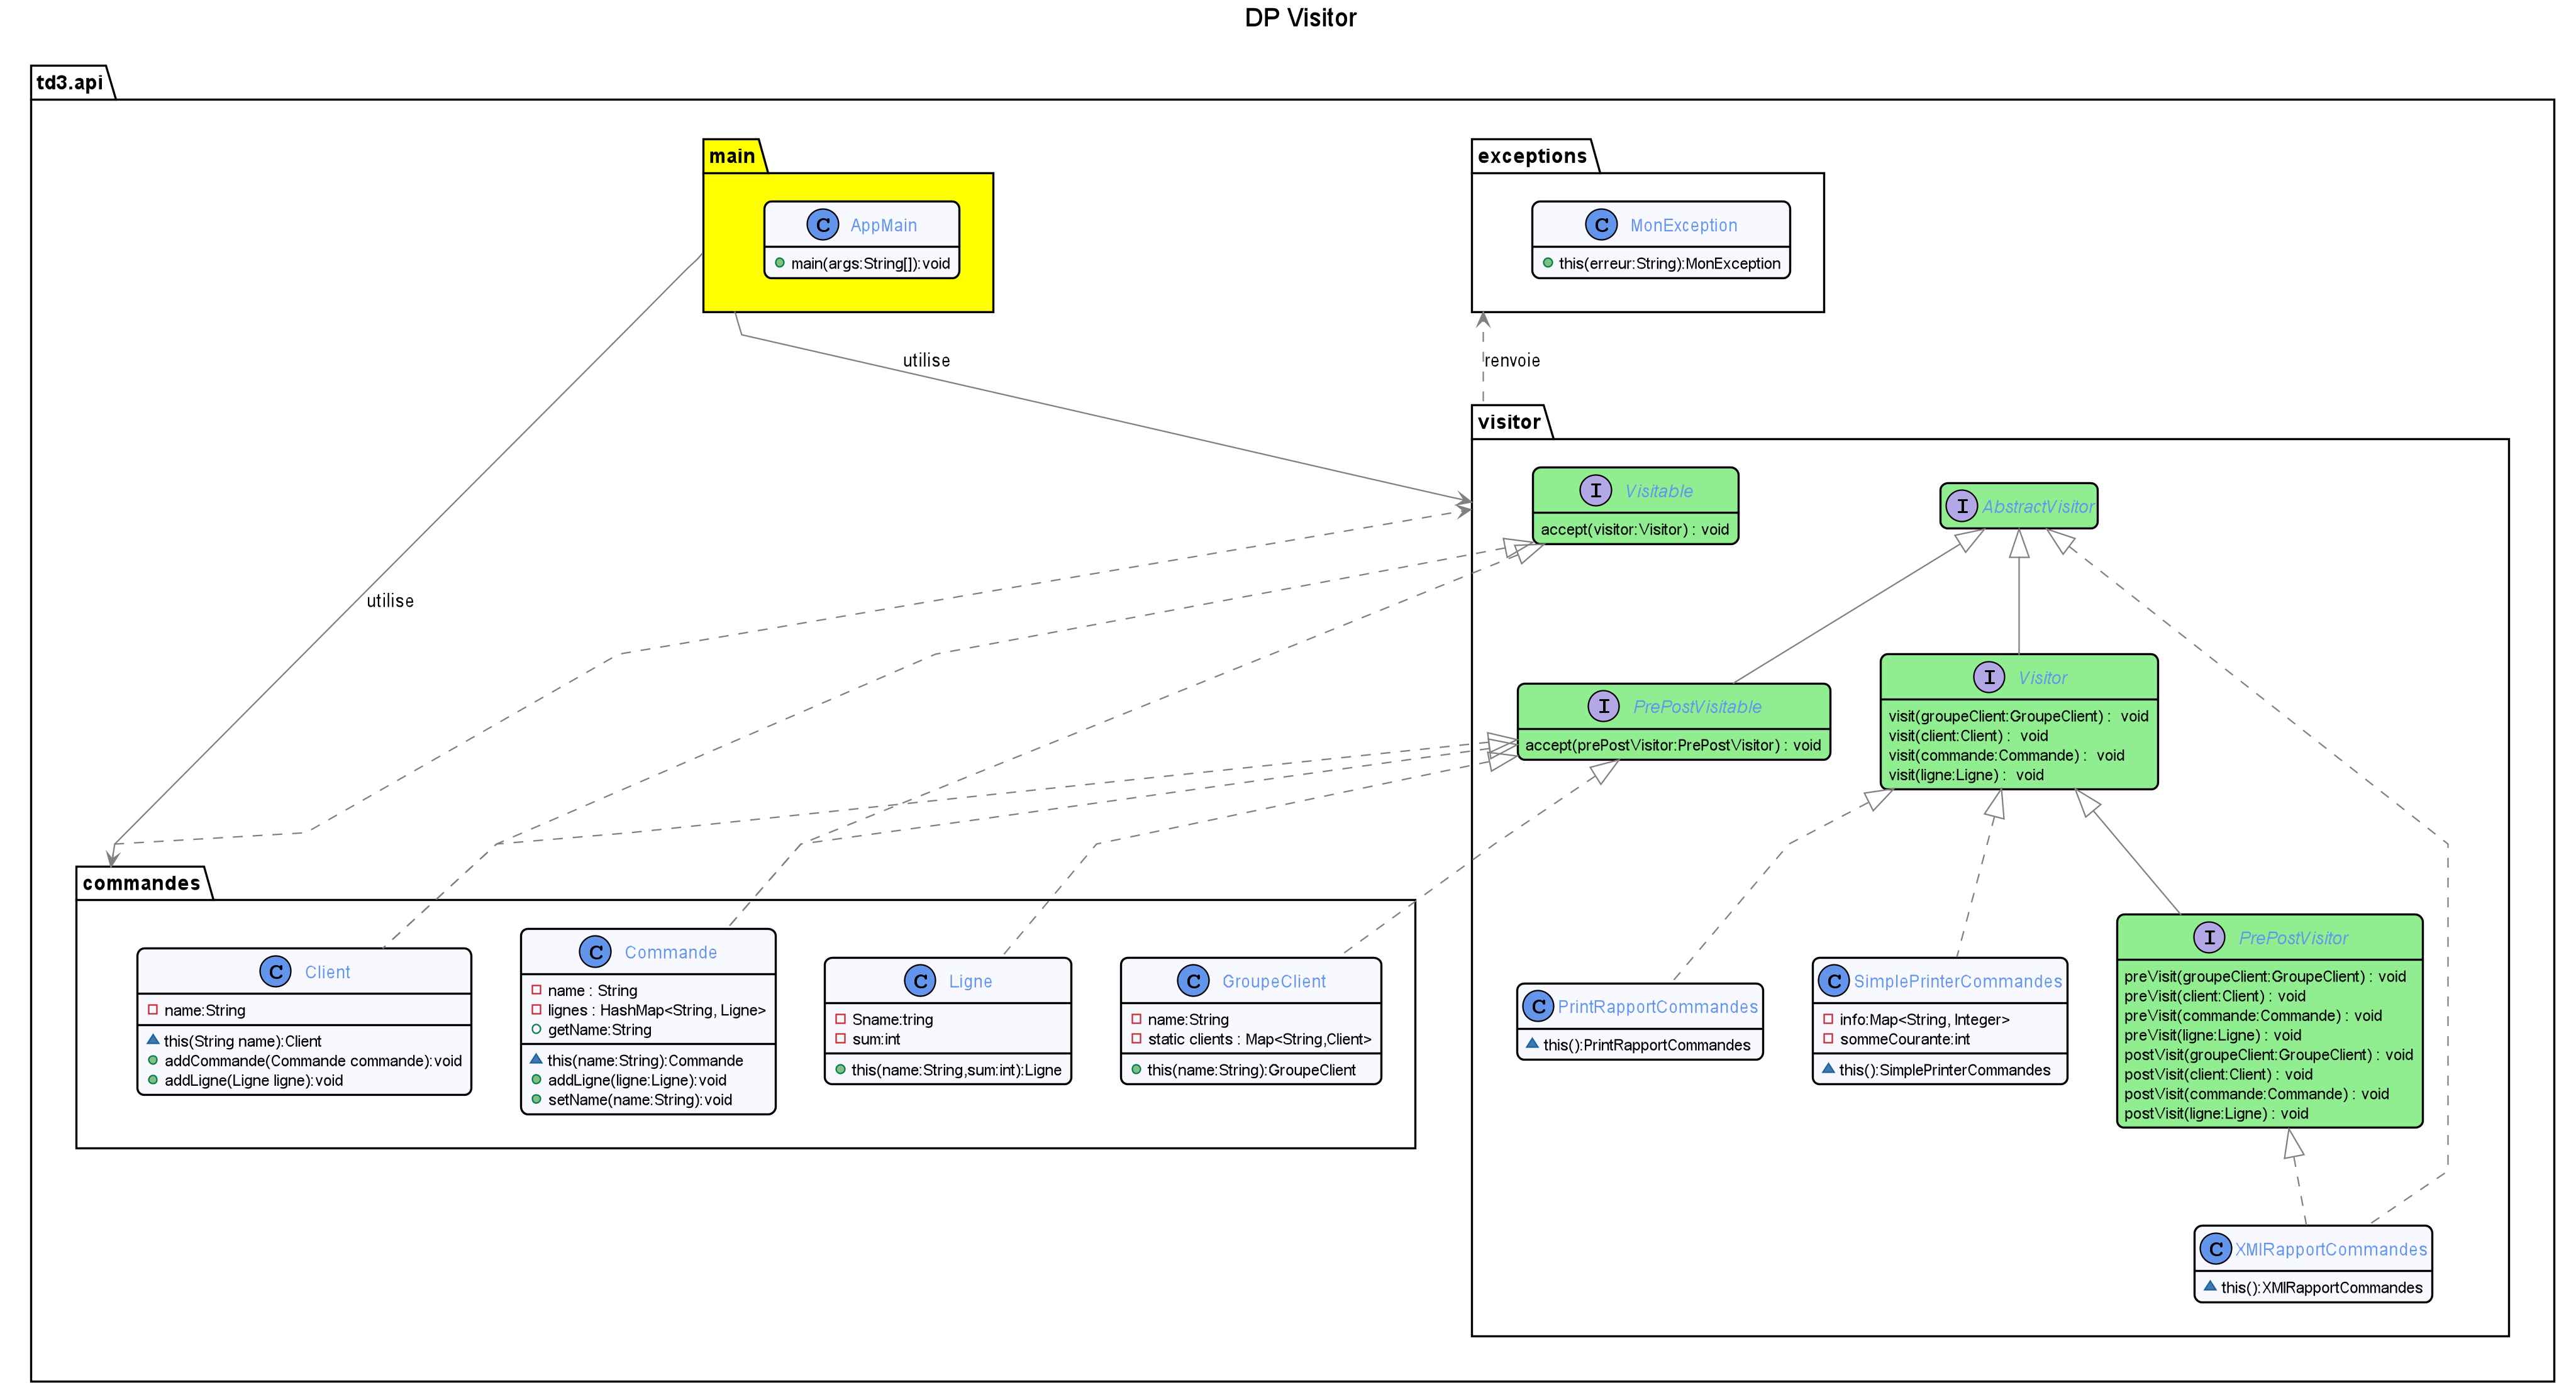 DP Visitor
td3.api
main
C AppMain
main(args:String[]):void
exceptions
C MonException
this(erreur:String):MonException
utilise
renvoie
utilise
visitor
I Visitable
accept(visitor:Visitor) : void
I AbstractVisitor
I PrePostVisitable
accept(prePostVisitor:PrePostVisitor) : void
I Visitor
visit(groupeClient:GroupeClient) : void
visit(client:Client) : void
visit(commande:Commande) : void
visit(ligne:Ligne) : void
commandes
C Client
name:String
this(String name):Client
addCommande(Commande commande):void
addLigne(Ligne ligne):void
C Commande
name : String
lignes : HashMap<String, Ligne>
getName:String
this(name:String):Commande
addLigne(ligne:Ligne):void
setName(name:String):void
C Ligne
Sname:tring
sum:int
this(name:String,sum:int):Ligne
C GroupeClient
name:String
static clients : Map<String,Client>
this(name:String):GroupeClient
C PrintRapportCommandes
this():PrintRapportCommandes
C SimplePrinterCommandes
info:Map<String, Integer>
sommeCourante:int
this():SimplePrinterCommandes
I PrePostVisitor
preVisit(groupeClient:GroupeClient) : void
preVisit(client:Client) : void
preVisit(commande:Commande) : void
preVisit(ligne:Ligne) : void
postVisit(groupeClient:GroupeClient) : void
postVisit(client:Client) : void
postVisit(commande:Commande) : void
postVisit(ligne:Ligne) : void
C XMlRapportCommandes
this():XMlRapportCommandes